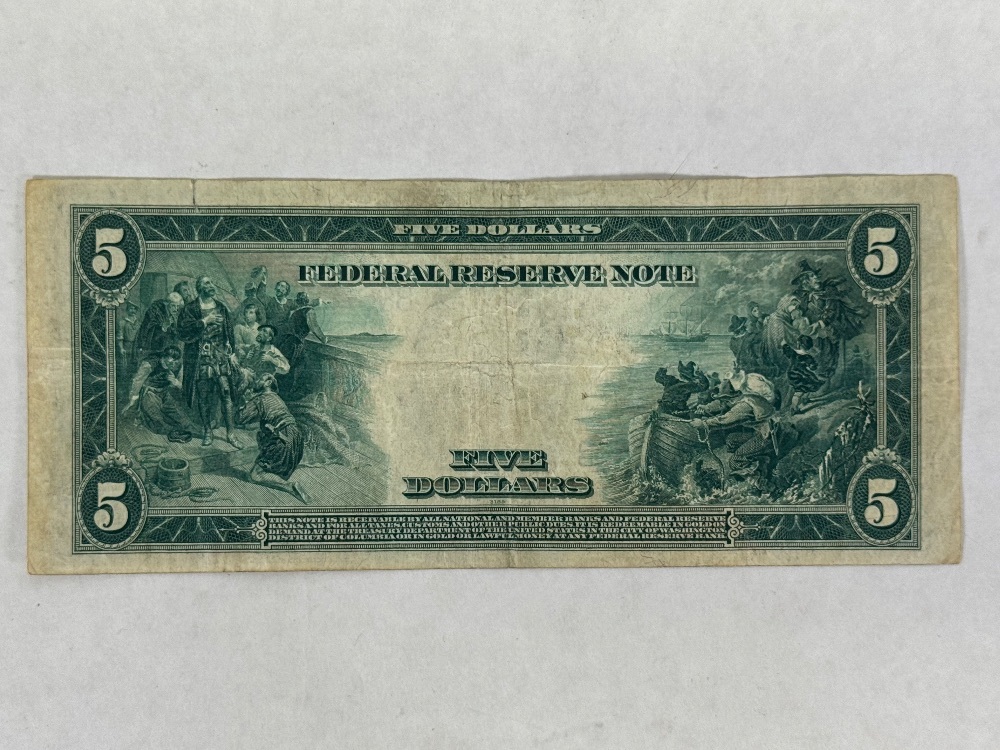 5 FIVE DOLLARS 5
FEDERAL RESERVE NOTE
FIVE
DOLLARS
5 5
THIS NOTE IS RECEIVABLE BY ALL NATIONAL AND MEMBER BANKS AND FEDERAL RESERVE
BANKS AND FOR ALL TAXES, CUSTOMS AND OTHER PUBLIC DUES. IT IS REDEEMABLE IN GOLD ON
DEMAND AT THE TREASURY DEPARTMENT OF THE UNITED STATES IN THE CITY OF WASHINGTON,
DISTRICT OF COLUMBIA OR IN GOLD OR LAWFUL MONEY AT ANY FEDERAL RESERVE BANK.